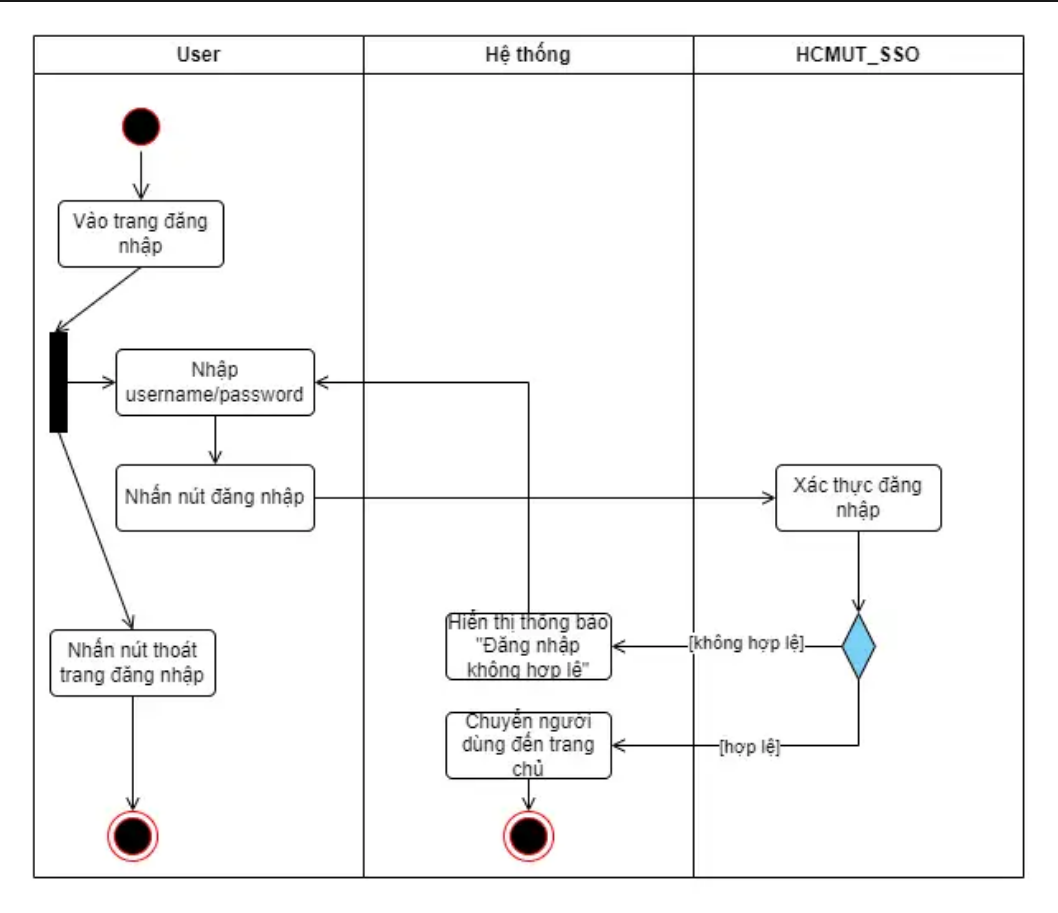 User
Hệ thống
HCMUT_SSO
Vào trang đăng
nhập
Nhập
username/password
Nhấn nút đăng nhập
Xác thực đăng
nhập
Hiển thị thông báo
"Đăng nhập
không hợp lệ"
[không hợp lệ]
Nhấn nút thoát
trang đăng nhập
Chuyển người
dùng đến trang
chủ
[hợp lệ]